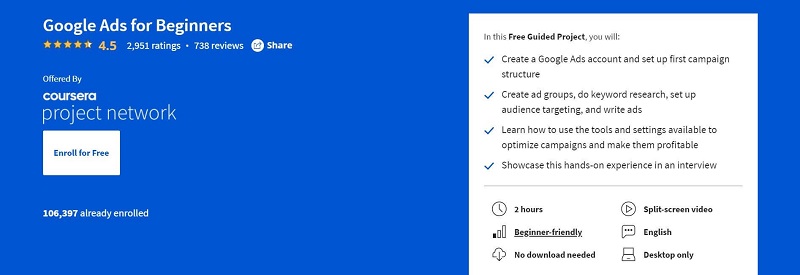 Google Ads for Beginners
4.5 2,951 ratings • 738 reviews Share
Offered By
coursera
project network
Enroll for Free
106,397 already enrolled
In this Free Guided Project, you will:
Create a Google Ads account and set up first campaign
structure
Create ad groups, do keyword research, set up
audience targeting, and write ads
Learn how to use the tools and settings available to
optimize campaigns and make them profitable
Showcase this hands-on experience in an interview
2 hours
Split-screen video
Beginner-friendly
English
No download needed
Desktop only